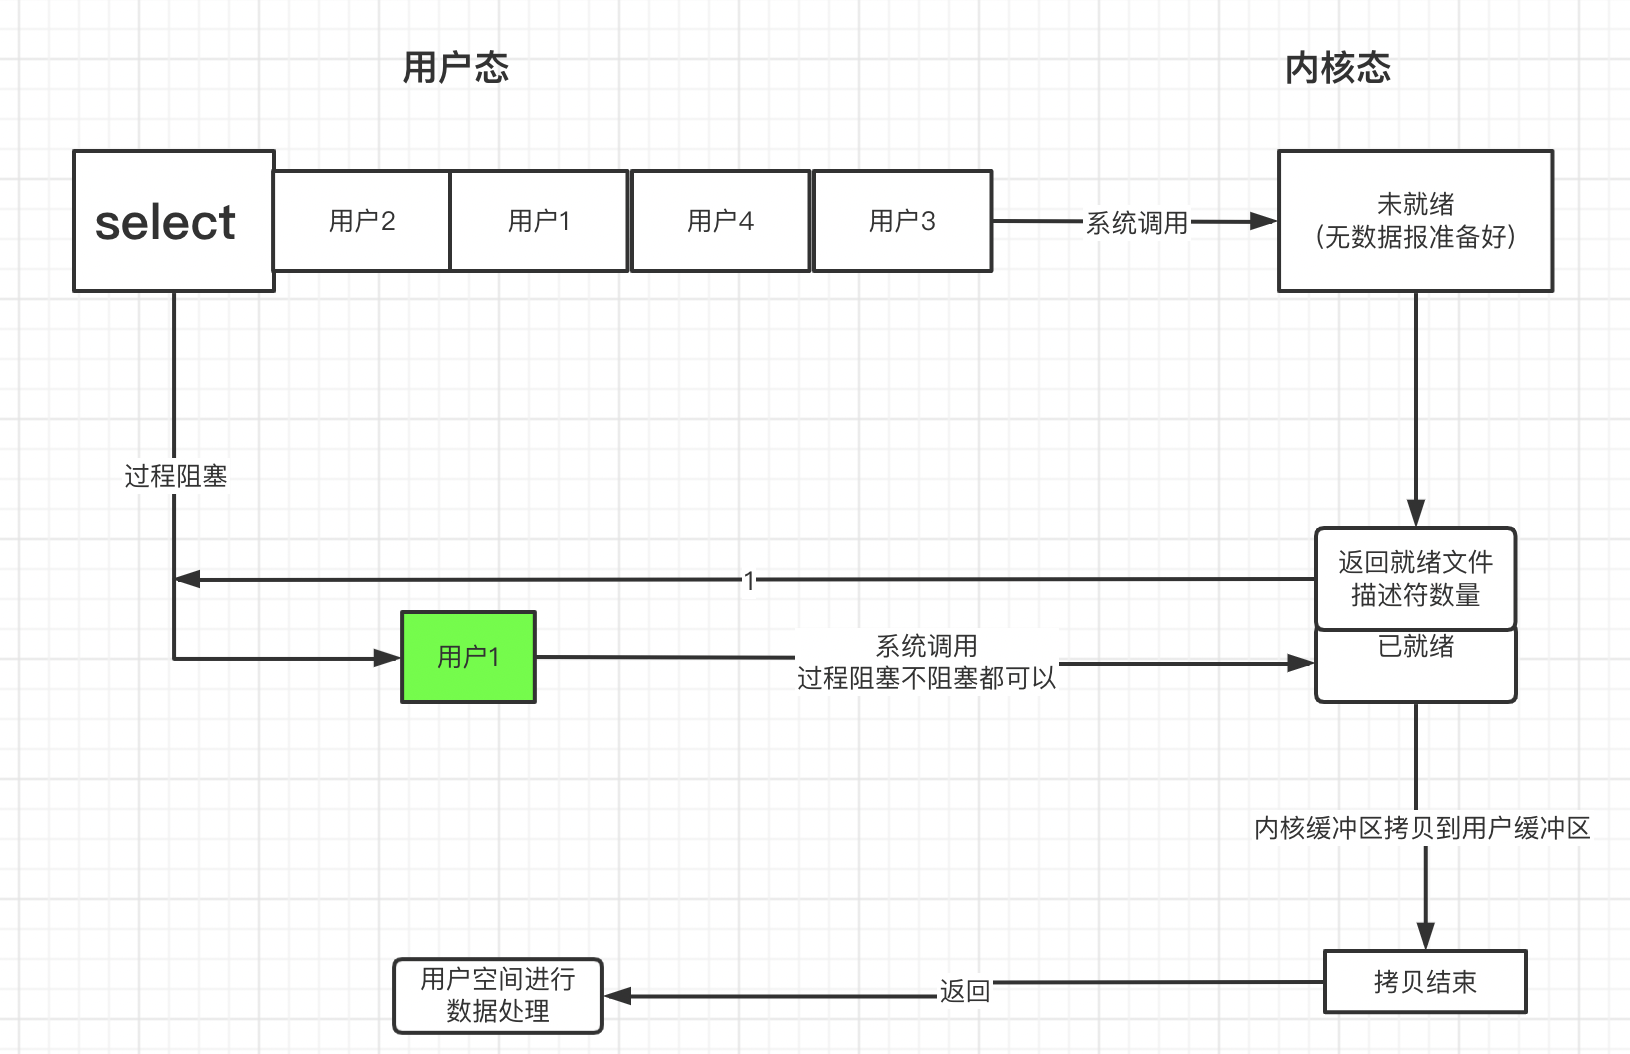 用户态
内核态
select
用户2
用户1
用户4
用户3
系统调用
未就绪
(无数据报准备好)
过程阻塞
返回就绪文件
描述符数量
1
用户1
系统调用
过程阻塞不阻塞都可以
已就绪
内核缓冲区拷贝到用户缓冲区
用户空间进行
数据处理
返回
拷贝结束